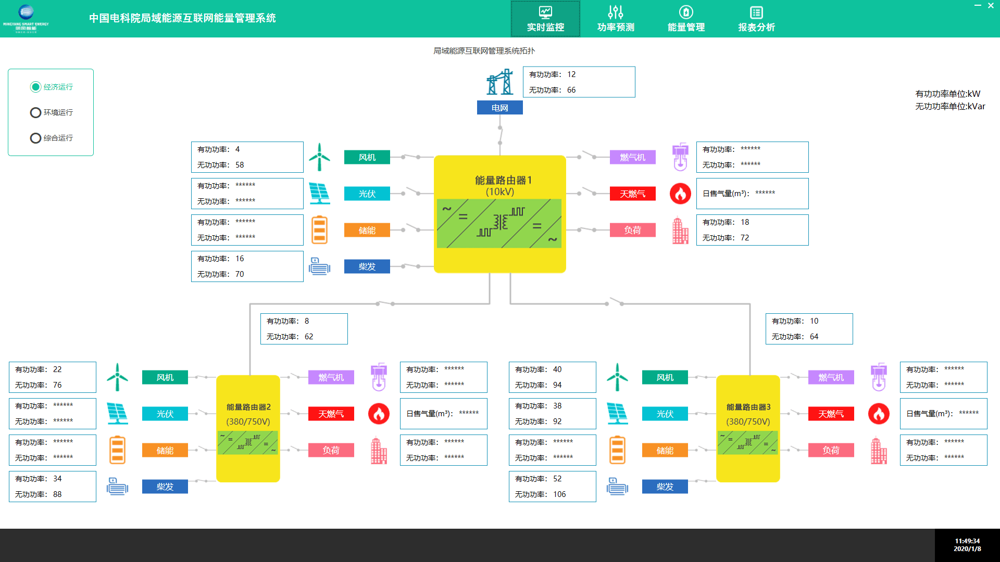 MINGYANG SMART ENERGY
中国电科院局域能源互联网能量管理系统
实时监控
功率预测
能量管理
报表分析
局域能源互联网管理系统拓扑
经济运行
环境运行
综合运行
有功功率： 12
无功功率： 66
电网
有功功率单位:kW
无功功率单位:kVar
有功功率： 4
无功功率： 58
风机
有功功率： ******
无功功率： ******
光伏
有功功率： ******
无功功率： ******
储能
有功功率： 16
无功功率： 70
柴发
能量路由器1
(10kV)
~
=
=
~
燃气机
有功功率： ******
无功功率： ******
天燃气
日售气量(m³)： ******
负荷
有功功率： 18
无功功率： 72
有功功率： 8
无功功率： 62
有功功率： 10
无功功率： 64
有功功率： 22
无功功率： 76
风机
有功功率： ******
无功功率： ******
光伏
有功功率： ******
无功功率： ******
储能
有功功率： 34
无功功率： 88
柴发
能量路由器2
(380/750V)
~
=
=
~
燃气机
有功功率： ******
无功功率： ******
天燃气
日售气量(m³)： ******
负荷
有功功率： ******
无功功率： ******
有功功率： 40
无功功率： 94
风机
有功功率： 38
无功功率： 92
光伏
有功功率： ******
无功功率： ******
储能
有功功率： 52
无功功率： 106
柴发
能量路由器3
(380/750V)
~
=
=
~
燃气机
有功功率： ******
无功功率： ******
天燃气
日售气量(m³)： ******
负荷
有功功率： ******
无功功率： ******
11:49:34
2020/1/8